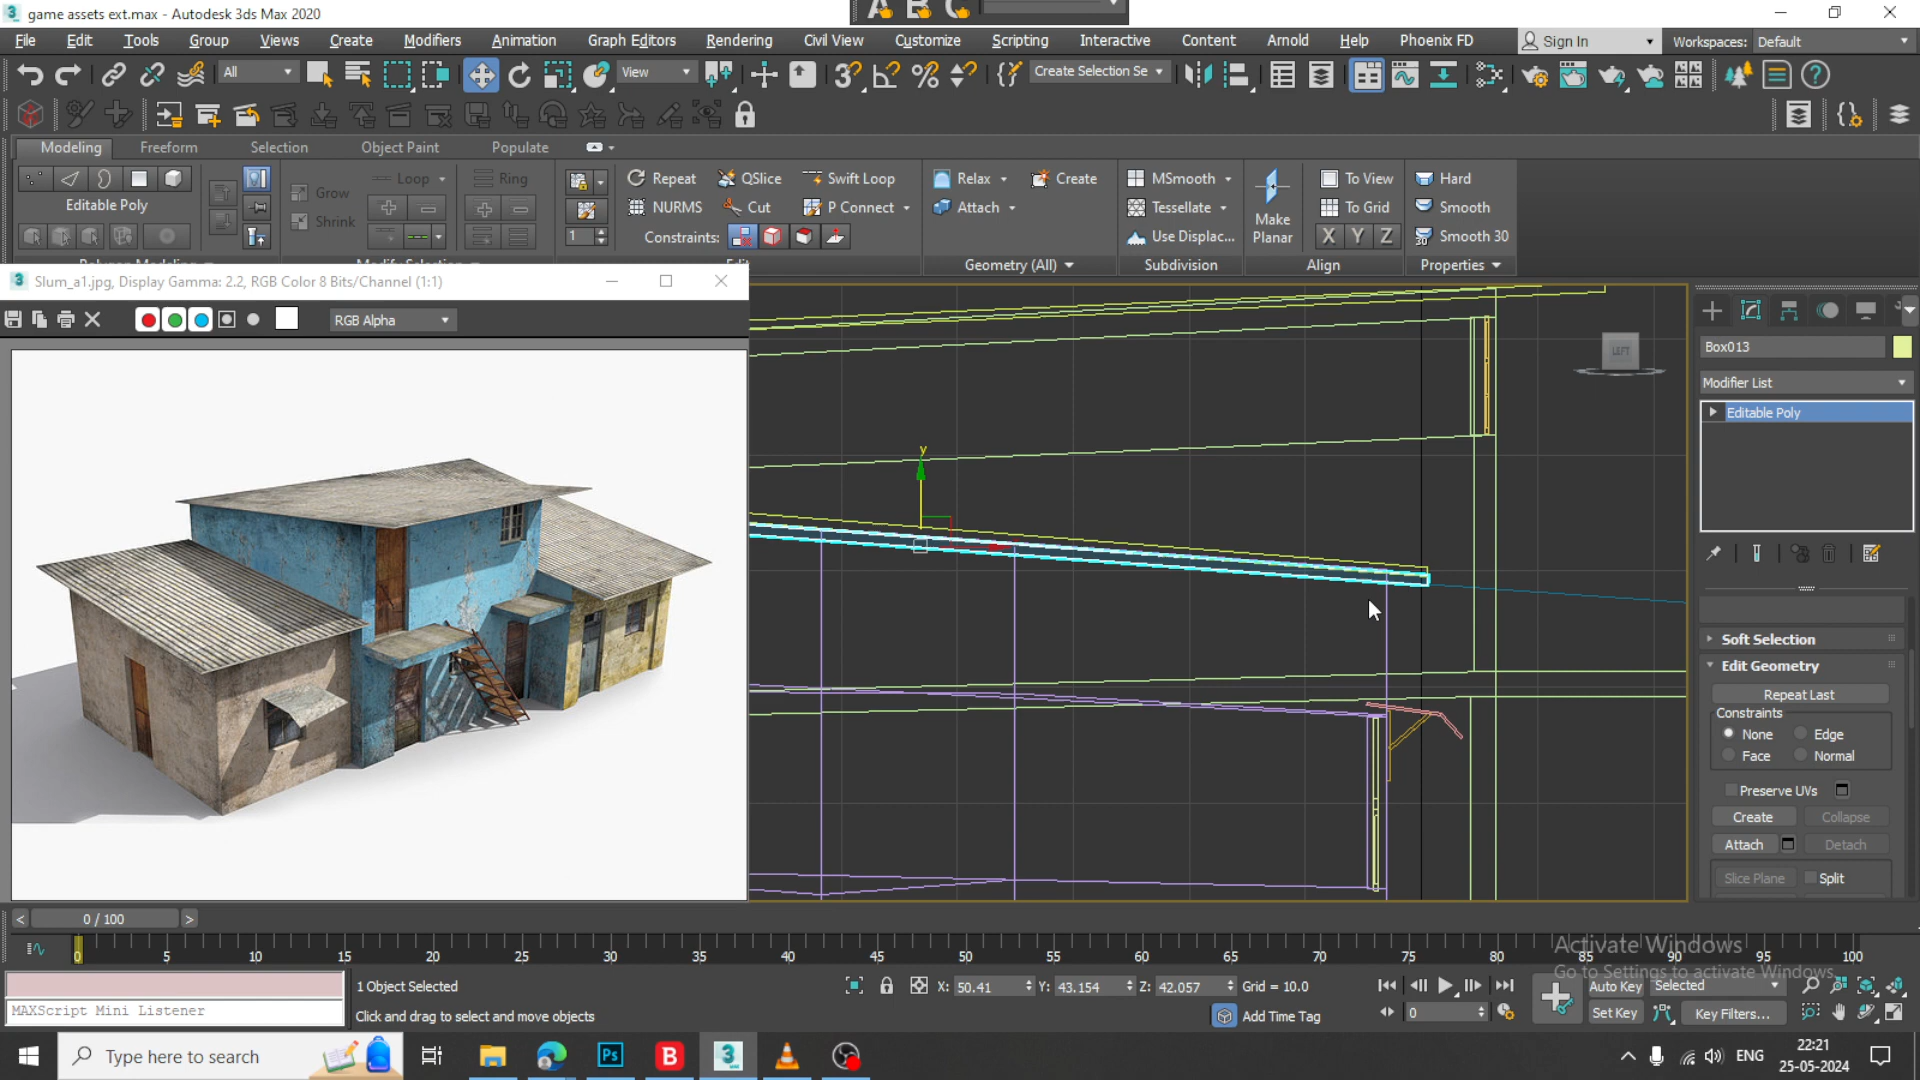 game assets ext.max - Autodesk 3ds Max 2020
File Edit Tools Group Views Create Modifiers Animation Graph Editors Rendering Civil View Customize Scripting Interactive Content Arnold Help Phoenix FD Sign In Workspaces: Default
All View Create Selection Se
Modeling Freeform Selection Object Paint Populate
Loop Ring Repeat QSlice Swift Loop Relax Create MSmooth To View Hard
Grow
Editable Poly NURMS Cut P Connect Attach Tessellate Make Planar To Grid Smooth
Shrink
1 Constraints: Use Displac... X Y Z Smooth 30
Edit Geometry (All) Subdivision Align Properties
Slum_a1.jpg, Display Gamma: 2.2, RGB Color 8 Bits/Channel (1:1)
RGB Alpha
LEFT
y
Box013
Modifier List
Editable Poly
Soft Selection
Edit Geometry
Repeat Last
Constraints
None Edge
Face Normal
Preserve UVs
Create Collapse
Attach Detach
Slice Plane Split
< 0 / 100 >
0 5 10 15 20 25 30 35 40 45 50 55 60 65 70 75 80 85 90 95 100
Activate Windows
Go to Settings to activate Windows.
1 Object Selected X: 50.41 Y: 43.154 Z: 42.057 Grid = 10.0 Auto Key Selected
MAXScript Mini Listener Click and drag to select and move objects Add Time Tag 0 Set Key Key Filters...
Type here to search
Ps B 3
ENG
22:21
25-05-2024